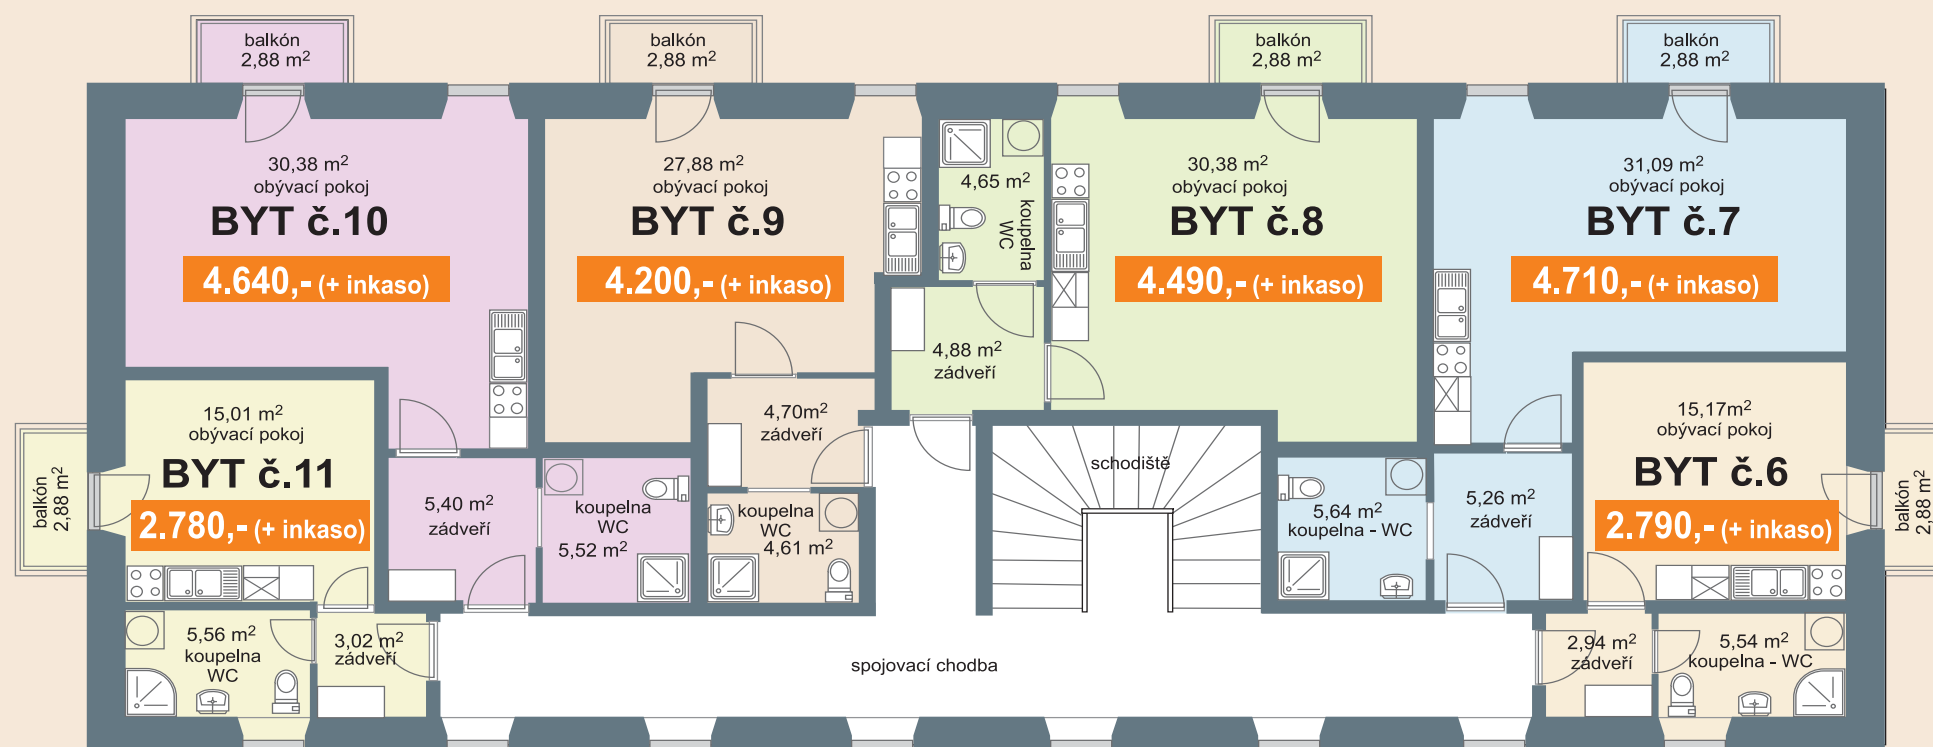 balkón
2,88 m²
balkón
2,88 m²
balkón
2,88 m²
balkón
2,88 m²
30,38 m²
obývací pokoj
BYT č.10
4.640,- (+ inkaso)
27,88 m²
obývací pokoj
BYT č.9
4.200,- (+ inkaso)
4,65 m²
koupelna
WC
30,38 m²
obývací pokoj
BYT č.8
4.490,- (+ inkaso)
31,09 m²
obývací pokoj
BYT č.7
4.710,- (+ inkaso)
4,88 m²
zádveří
balkón
2,88 m²
15,01 m²
obývací pokoj
BYT č.11
2.780,- (+ inkaso)
5,40 m²
zádveří
koupelna
WC
5,52 m²
4,70m²
zádveří
koupelna
WC
4,61 m²
schodiště
5,64 m²
koupelna - WC
5,26 m²
zádveří
15,17m²
obývací pokoj
BYT č.6
2.790,- (+ inkaso)
balkón
2,88 m²
5,56 m²
koupelna
WC
3,02 m²
zádveří
spojovací chodba
2,94 m²
zádveří
5,54 m²
koupelna - WC